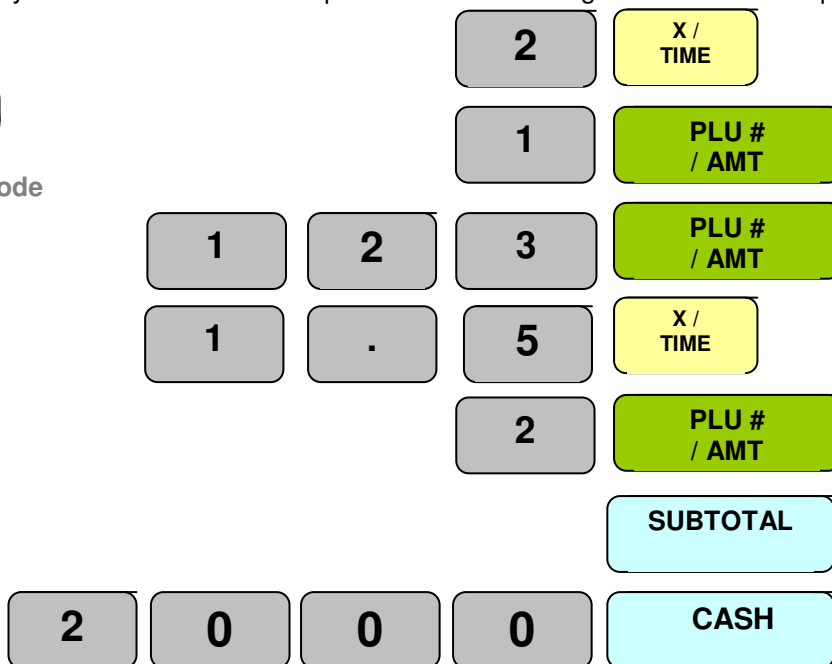 2 X / TIME
1 PLU # / AMT
ode
1 2 3 PLU # / AMT
1 . 5 X / TIME
2 PLU # / AMT
SUBTOTAL
2 0 0 0 CASH